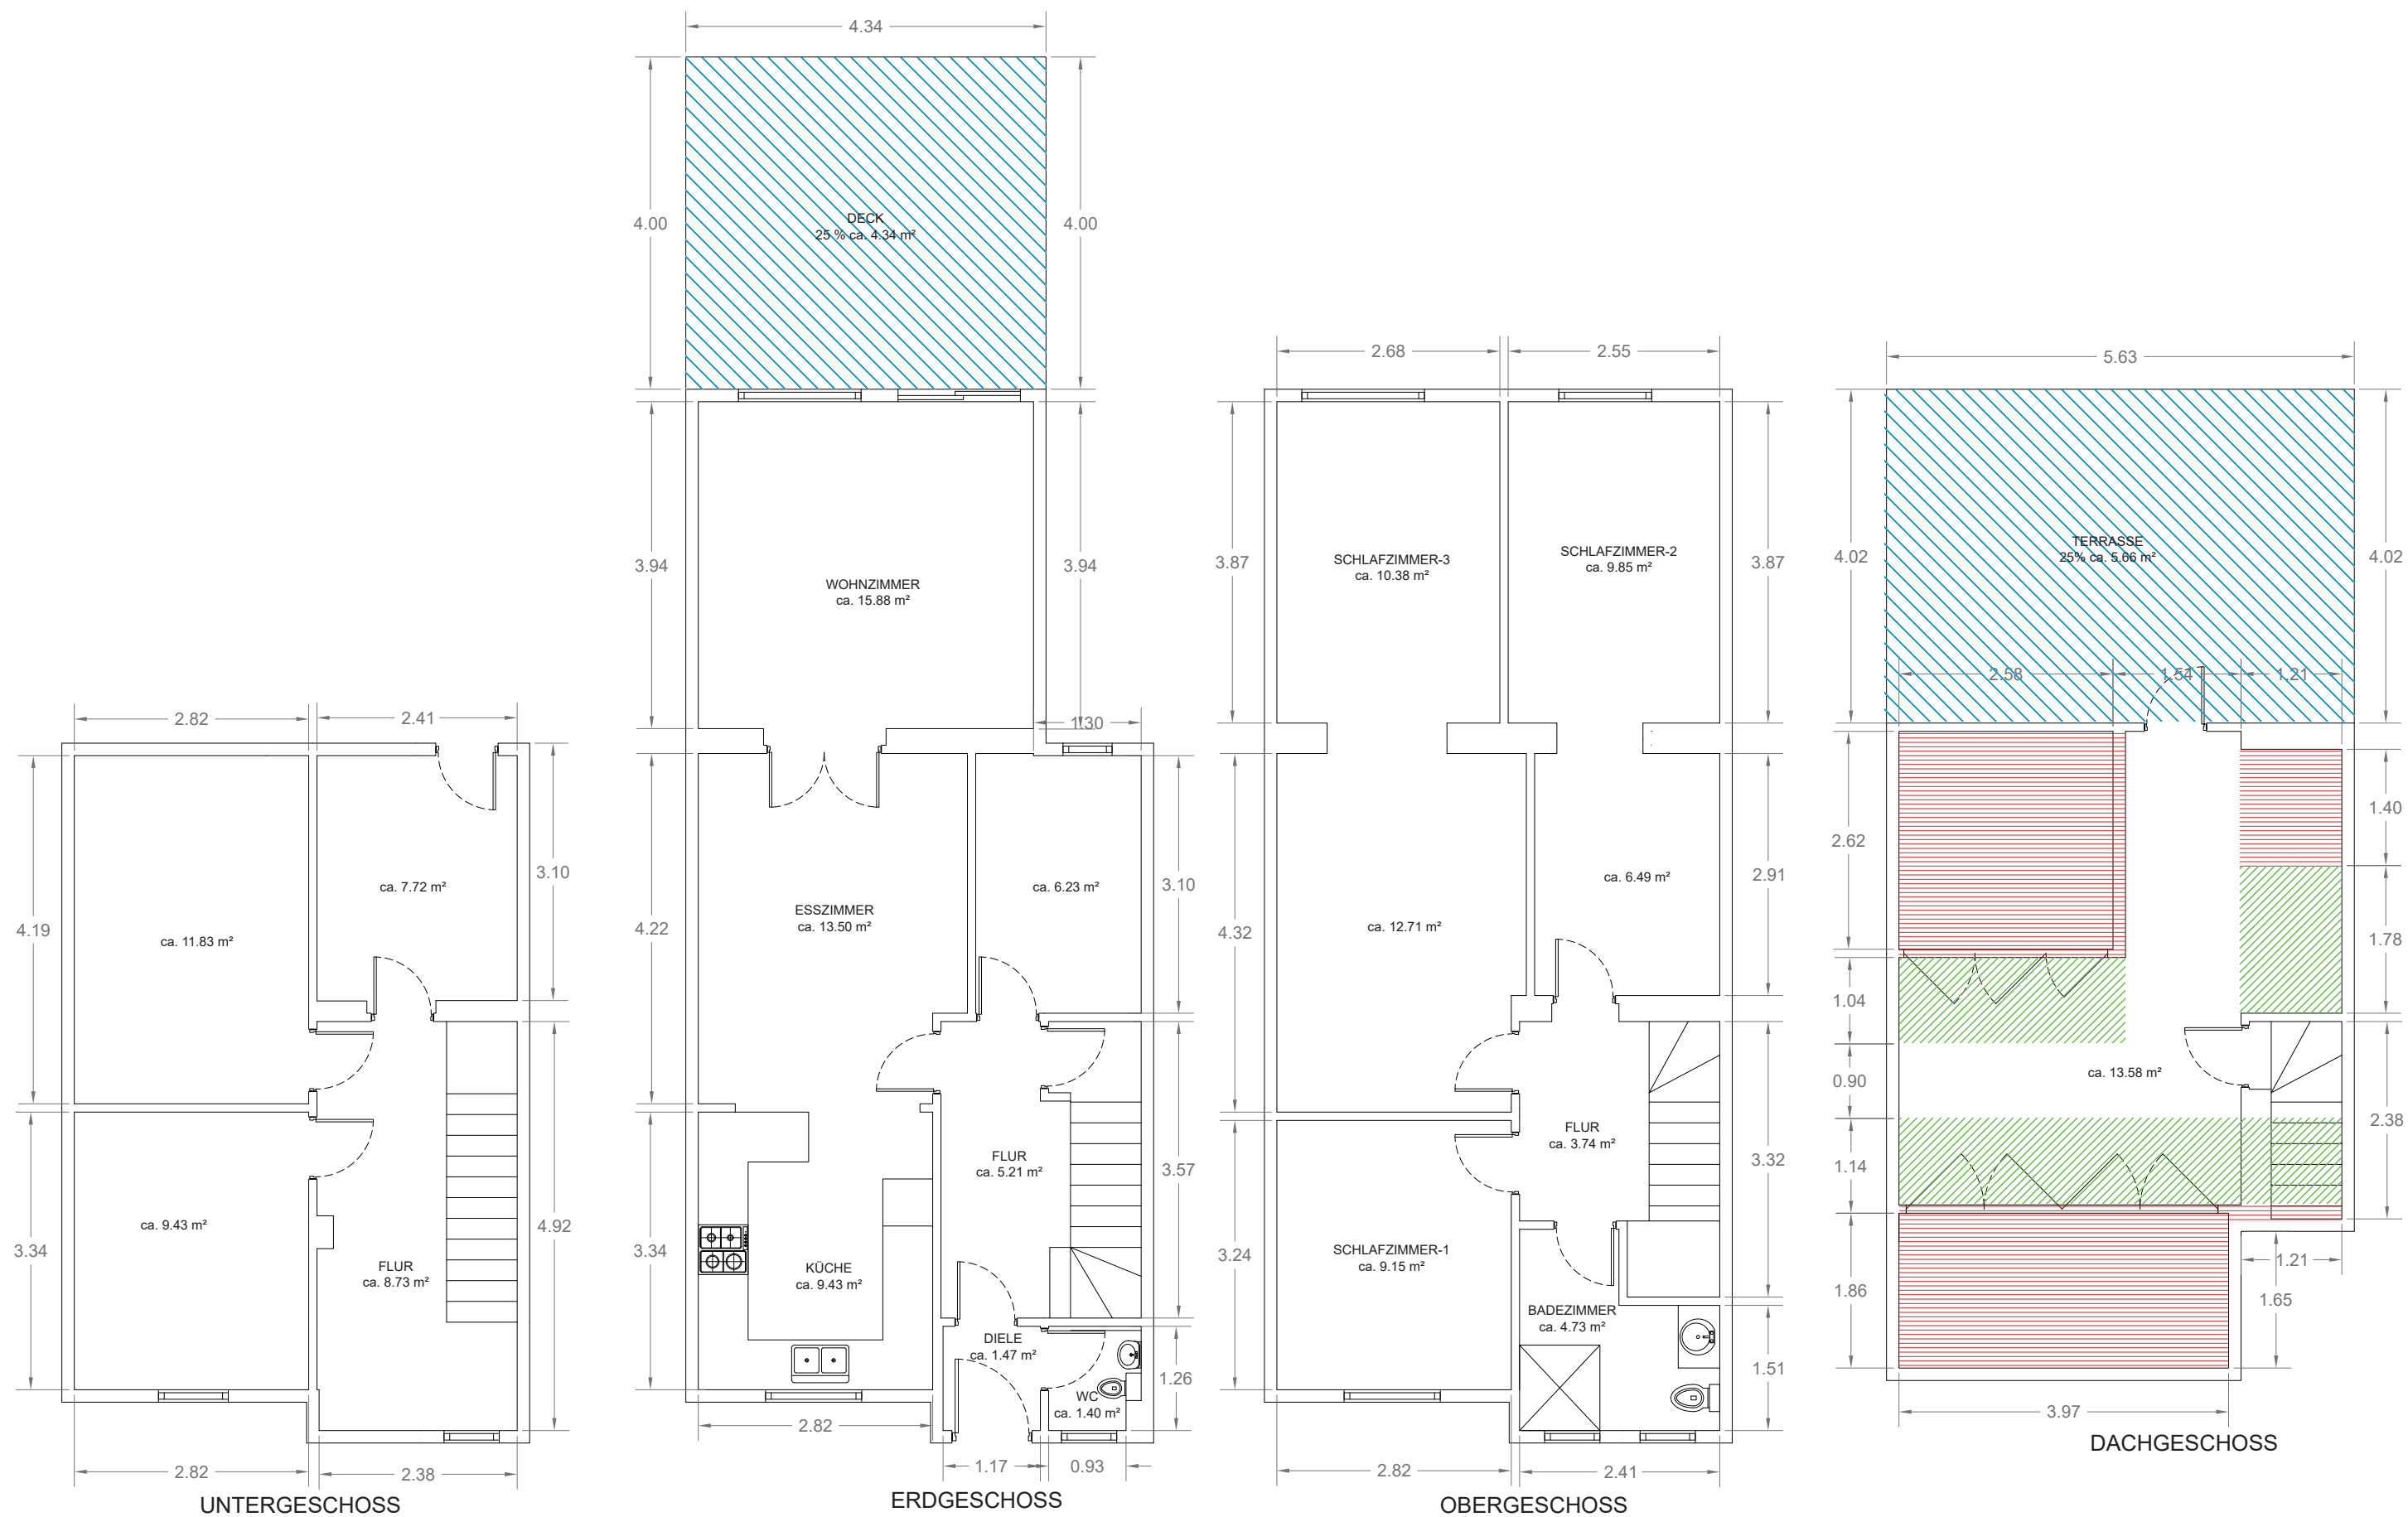 4.34
4.00
4.00
DECK
25 % ca. 4.34 m²
3.94
3.94
WOHNZIMMER
ca. 15.88 m²
1.30
4.22
3.10
ESSZIMMER
ca. 13.50 m²
ca. 6.23 m²
3.34
3.57
FLUR
ca. 5.21 m²
KÜCHE
ca. 9.43 m²
DIELE
ca. 1.47 m²
WC
ca. 1.40 m²
1.26
2.82
1.17
0.93
ERDGESCHOSS
2.82
2.41
4.19
3.10
ca. 7.72 m²
ca. 11.83 m²
3.34
4.92
ca. 9.43 m²
FLUR
ca. 8.73 m²
2.82
2.38
UNTERGESCHOSS
2.68
2.55
3.87
3.87
SCHLAFZIMMER-3
ca. 10.38 m²
SCHLAFZIMMER-2
ca. 9.85 m²
4.32
2.91
ca. 6.49 m²
ca. 12.71 m²
FLUR
ca. 3.74 m²
3.32
3.24
SCHLAFZIMMER-1
ca. 9.15 m²
BADEZIMMER
ca. 4.73 m²
1.51
2.82
2.41
OBERGESCHOSS
5.63
4.02
4.02
TERRASSE
25% ca. 5.66 m²
2.58
1.54
1.21
2.62
1.40
1.78
1.04
0.90
ca. 13.58 m²
1.14
2.38
1.86
1.21
1.65
3.97
DACHGESCHOSS